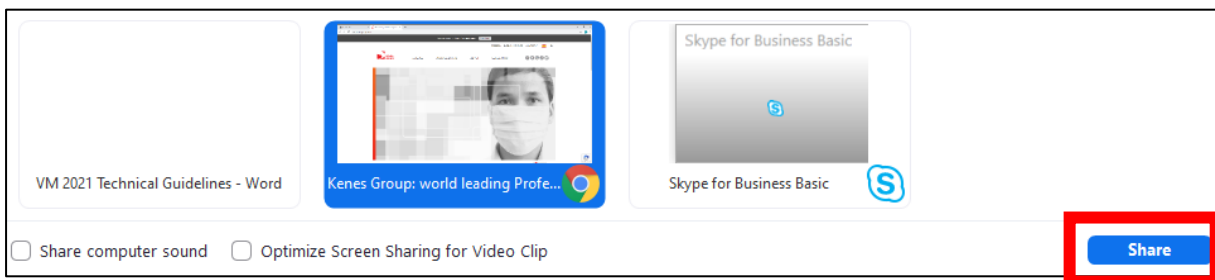 Skype for Business Basic
VM 2021 Technical Guidelines - Word
Kenes Group: world leading Profe...
Skype for Business Basic
Share computer sound
Optimize Screen Sharing for Video Clip
Share